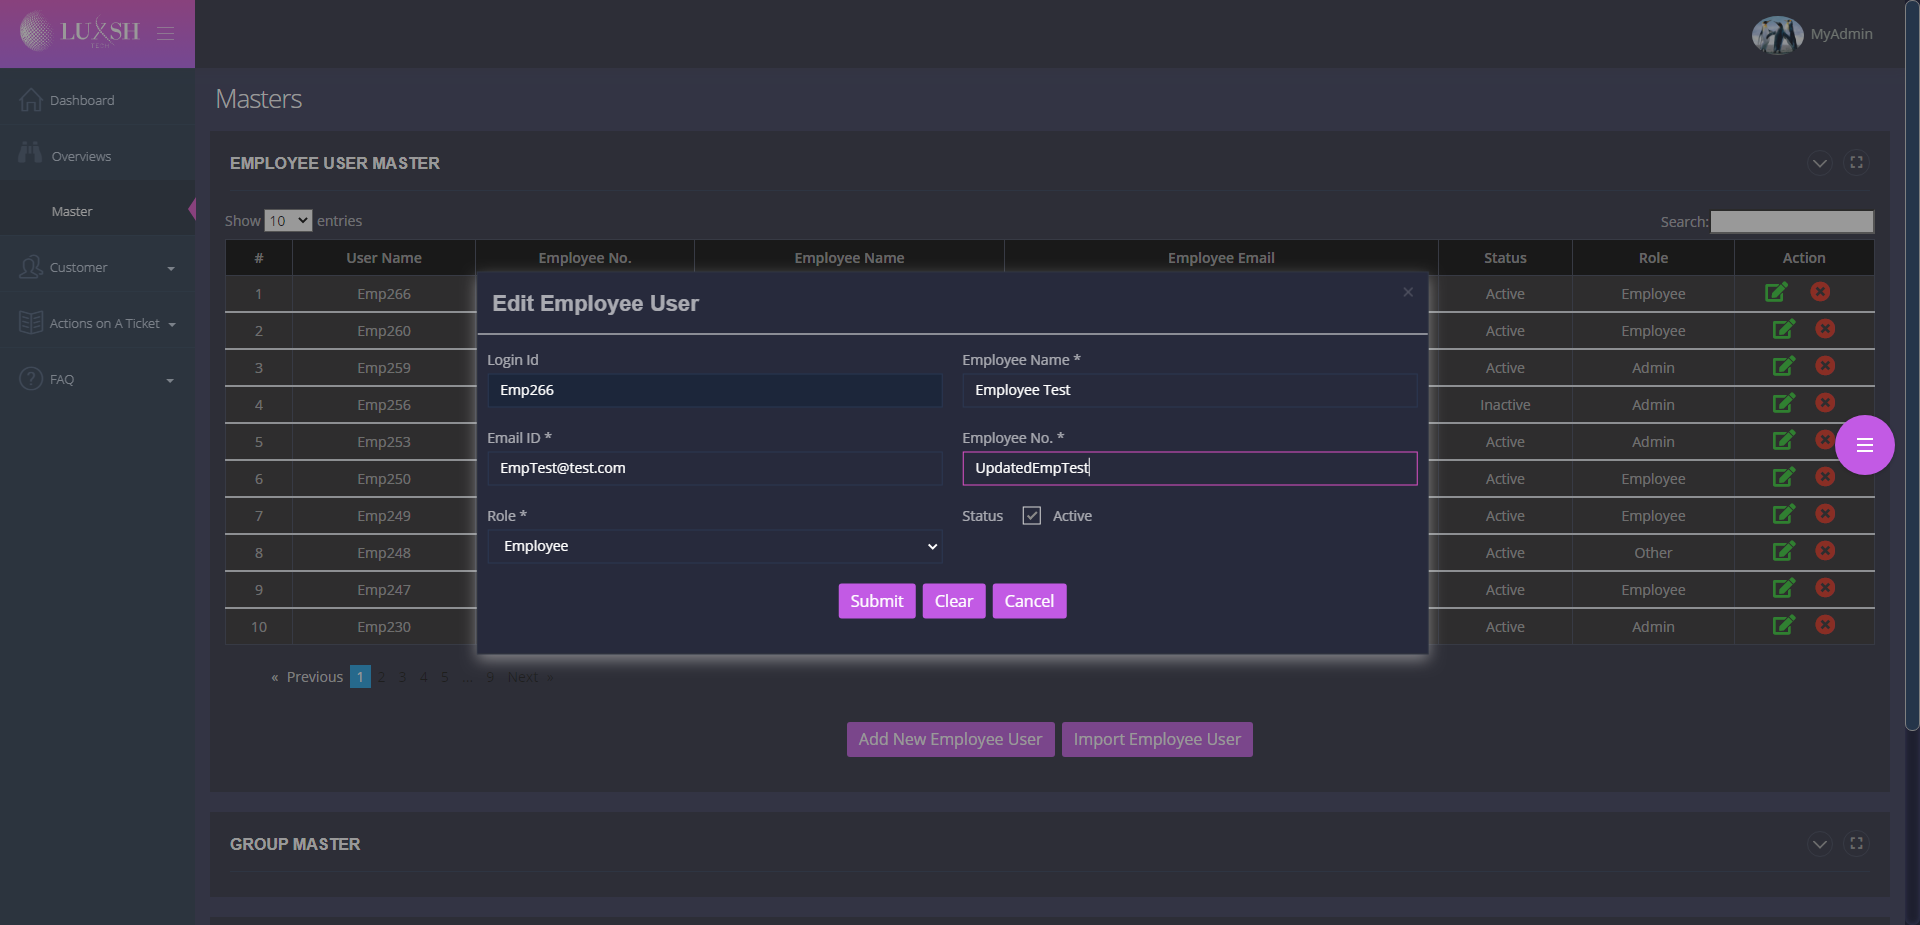 LUXSH
TECH
MyAdmin
Dashboard
Overviews
Master
Customer
Actions on A Ticket
FAQ
Masters
EMPLOYEE USER MASTER
Show 10 entries
Search:
# User Name Employee No. Employee Name Employee Email Status Role Action
1 Emp266 Active Employee
2 Emp260 Active Employee
3 Emp259 Active Admin
4 Emp256 Inactive Admin
5 Emp253 Active Admin
6 Emp250 Active Employee
7 Emp249 Active Employee
8 Emp248 Active Other
9 Emp247 Active Employee
10 Emp230 Active Admin
Edit Employee User ×
Login Id
Emp266
Employee Name *
Employee Test
Email ID *
EmpTest@test.com
Employee No. *
UpdatedEmpTest
Role *
Employee
Status Active
Submit Clear Cancel
« Previous 1 2 3 4 5 ... 9 Next »
Add New Employee User Import Employee User
GROUP MASTER